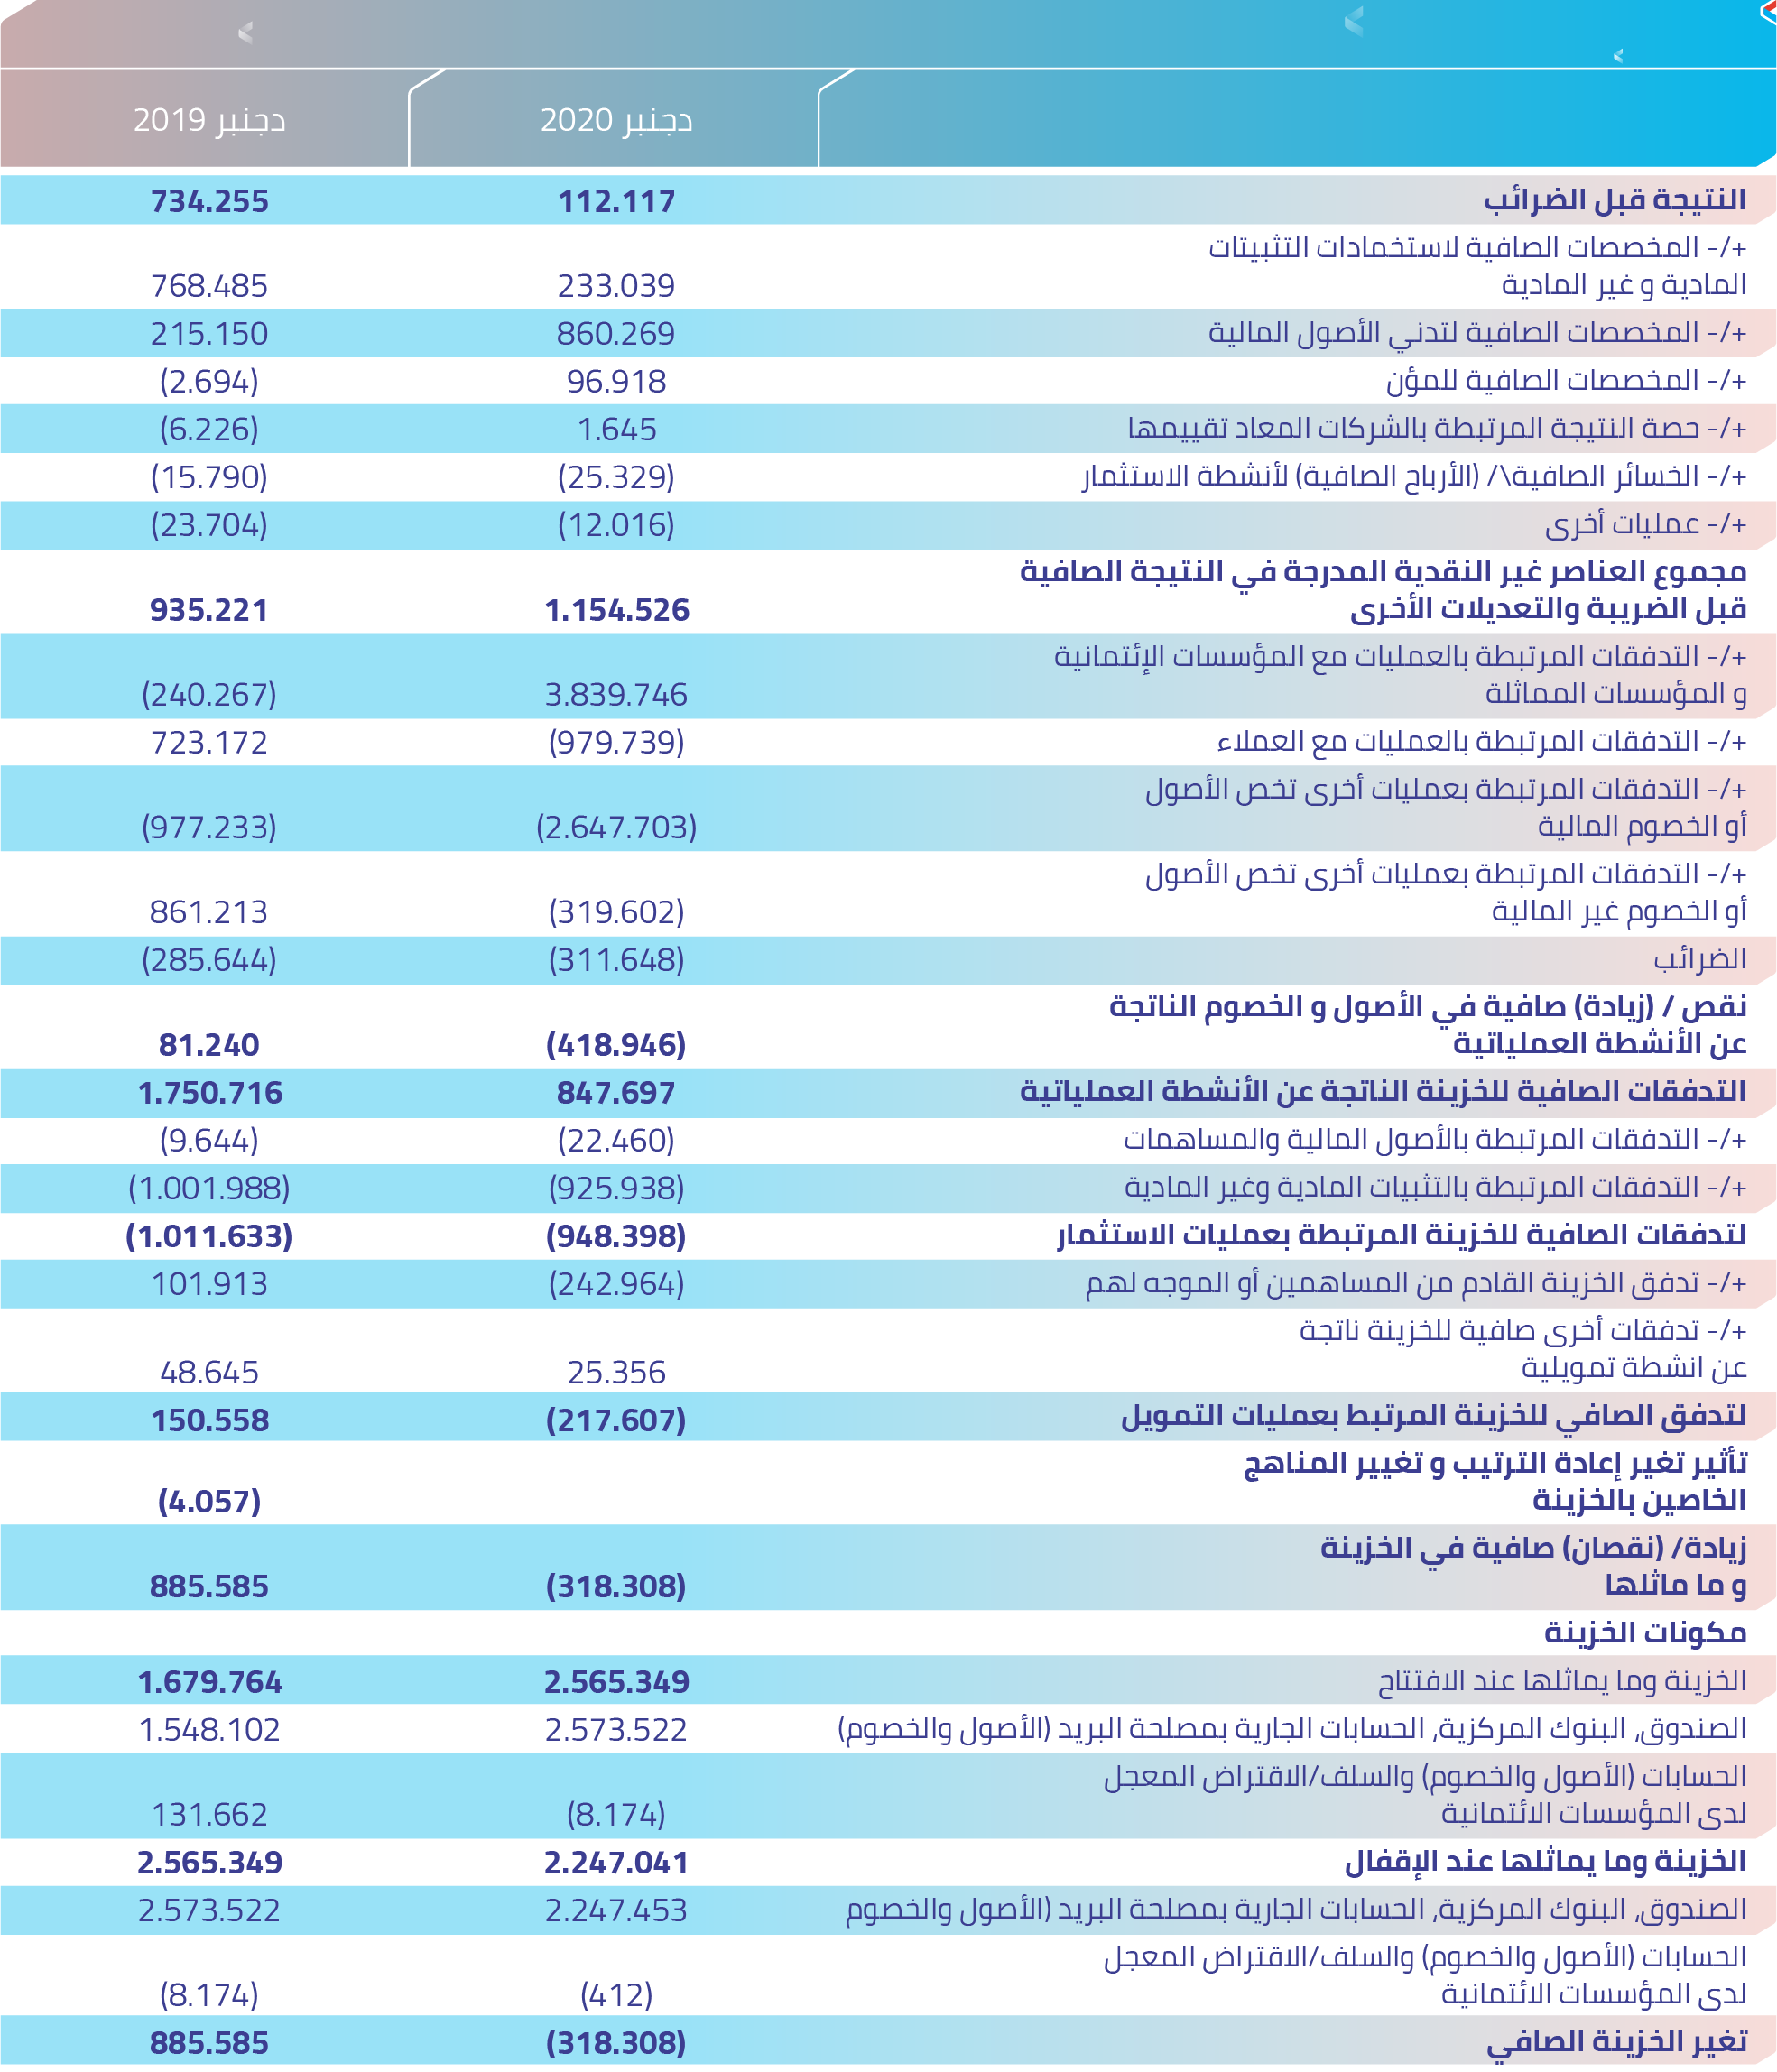 دجنبر 2020 دجنبر 2019
النتيجة قبل الضرائب 112.117 734.255
+/- المخصصات الصافية لاستخمادات التثبيتات
المادية و غير المادية 233.039 768.485
+/- المخصصات الصافية لتدني الأصول المالية 860.269 215.150
+/- المخصصات الصافية للمؤن 96.918 (2.694)
+/- حصة النتيجة المرتبطة بالشركات المعاد تقييمها 1.645 (6.226)
+/- الخسائر الصافية\/ (الأرباح الصافية) لأنشطة الاستثمار (25.329) (15.790)
+/- عمليات أخرى (12.016) (23.704)
مجموع العناصر غير النقدية المدرجة في النتيجة الصافية
قبل الضريبة والتعديلات الأخرى 1.154.526 935.221
+/- التدفقات المرتبطة بالعمليات مع المؤسسات الإئتمانية
و المؤسسات المماثلة 3.839.746 (240.267)
+/- التدفقات المرتبطة بالعمليات مع العملاء (979.739) 723.172
+/- التدفقات المرتبطة بعمليات أخرى تخص الأصول
أو الخصوم المالية (2.647.703) (977.233)
+/- التدفقات المرتبطة بعمليات أخرى تخص الأصول
أو الخصوم غير المالية (319.602) 861.213
الضرائب (311.648) (285.644)
نقص / (زيادة) صافية في الأصول و الخصوم الناتجة
عن الأنشطة العملياتية (418.946) 81.240
التدفقات الصافية للخزينة الناتجة عن الأنشطة العملياتية 847.697 1.750.716
+/- التدفقات المرتبطة بالأصول المالية والمساهمات (22.460) (9.644)
+/- التدفقات المرتبطة بالتثبيات المادية وغير المادية (925.938) (1.001.988)
لتدفقات الصافية للخزينة المرتبطة بعمليات الاستثمار (948.398) (1.011.633)
+/- تدفق الخزينة القادم من المساهمين أو الموجه لهم (242.964) 101.913
+/- تدفقات أخرى صافية للخزينة ناتجة
عن انشطة تمويلية 25.356 48.645
لتدفق الصافي للخزينة المرتبط بعمليات التمويل (217.607) 150.558
تأثير تغير إعادة الترتيب و تغيير المناهج
الخاصين بالخزينة (4.057)
زيادة/ (نقصان) صافية في الخزينة
و ما ماثلها (318.308) 885.585
مكونات الخزينة
الخزينة وما يماثلها عند الافتتاح 2.565.349 1.679.764
الصندوق، البنوك المركزية، الحسابات الجارية بمصلحة البريد (الأصول والخصوم) 2.573.522 1.548.102
الحسابات (الأصول والخصوم) والسلف/الاقتراض المعجل
لدى المؤسسات الائتمانية (8.174) 131.662
الخزينة وما يماثلها عند الإقفال 2.247.041 2.565.349
الصندوق، البنوك المركزية، الحسابات الجارية بمصلحة البريد (الأصول والخصوم 2.247.453 2.573.522
الحسابات (الأصول والخصوم) والسلف/الاقتراض المعجل
لدى المؤسسات الائتمانية (412) (8.174)
تغير الخزينة الصافي (318.308) 885.585